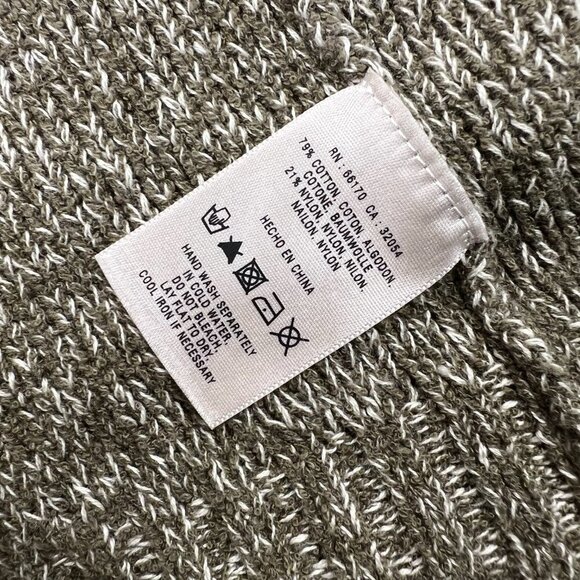 RN : 66170 CA : 32054
79% COTTON, COTON, ALGODON,
COTONE, BAUMWOLLE
21% NYLON, NYLON, NILON,
NAILON, NYLON
HECHO EN CHINA
HAND WASH SEPARATELY
IN COLD WATER,
DO NOT BLEACH,
LAY FLAT TO DRY,
COOL IRON IF NECESSARY